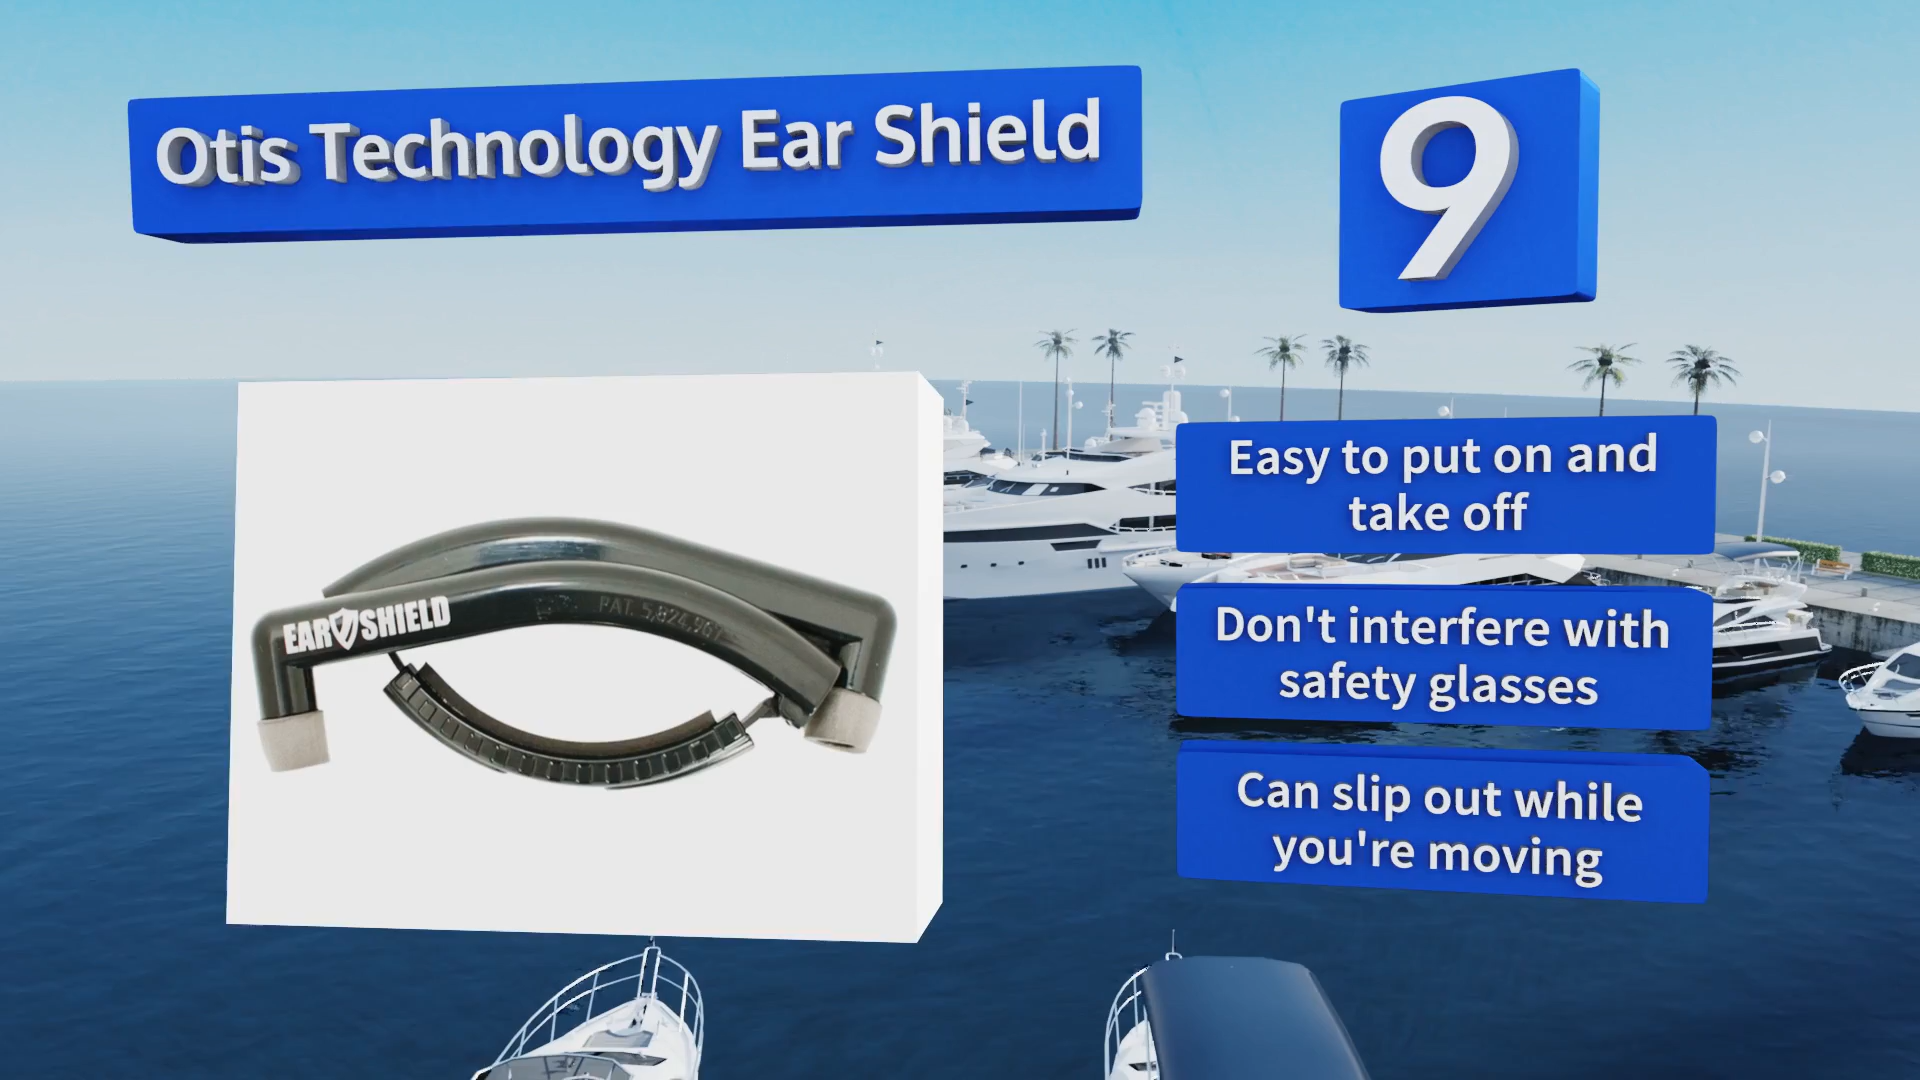 Otis Technology Ear Shield
9
EAR SHIELD
PAT. 5,824,967
Easy to put on and
take off
Don't interfere with
safety glasses
Can slip out while
you're moving